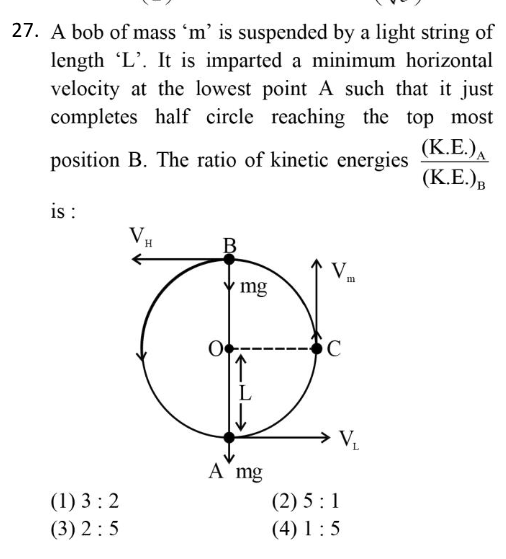 27. A bob of mass ‘m’ is suspended by a light string of
length ‘L’. It is imparted a minimum horizontal
velocity at the lowest point A such that it just
completes half circle reaching the top most
position B. The ratio of kinetic energies (K.E.)A / (K.E.)B
is :
VH
B
Vm
mg
O
C
L
VL
A mg
(1) 3 : 2 (2) 5 : 1
(3) 2 : 5 (4) 1 : 5